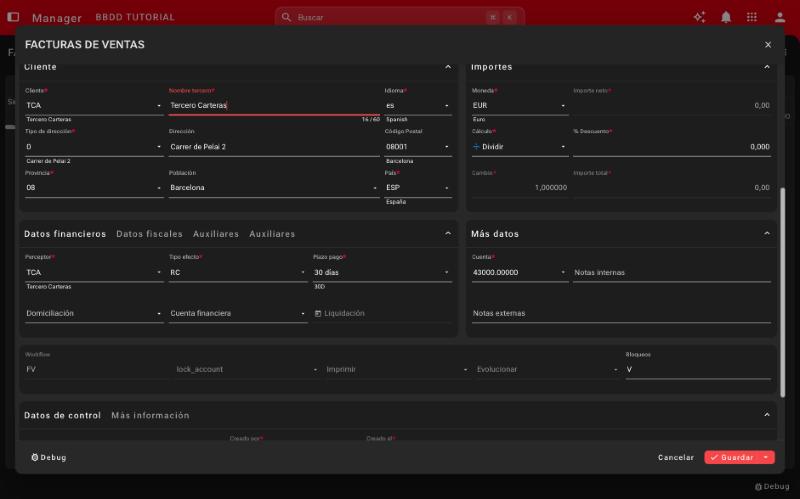 Manager BBDD TUTORIAL Buscar ⌘ K
FACTURAS DE VENTAS
Cliente
Cliente*
Nombre tercero*
Idioma*
TCA
Tercero Carteras
es
Tercero Carteras
16 / 60
Spanish
Tipo de dirección*
Dirección
Código Postal
0
Carrer de Pelai 2
08001
Carrer de Pelai 2
Barcelona
Provincia*
Población
País*
08
Barcelona
ESP
España
Importes
Moneda*
Importe neto*
EUR
0,00
Euro
Cálculo*
% Descuento*
Dividir
0,000
Cambio*
Importe total*
1,000000
0,00
Datos financieros Datos fiscales Auxiliares Auxiliares
Perceptor*
Tipo efecto*
Plazo pago*
TCA
RC
30 días
Tercero Carteras
30D
Domiciliación
Cuenta financiera
Liquidación
Más datos
Cuenta*
43000.00000
Notas internas
Notas externas
Workflow
Bloqueos
FV
lock_account
Imprimir
Evolucionar
V
Datos de control Más información
Creado por*
Creado el*
Debug
Cancelar
Guardar
Debug